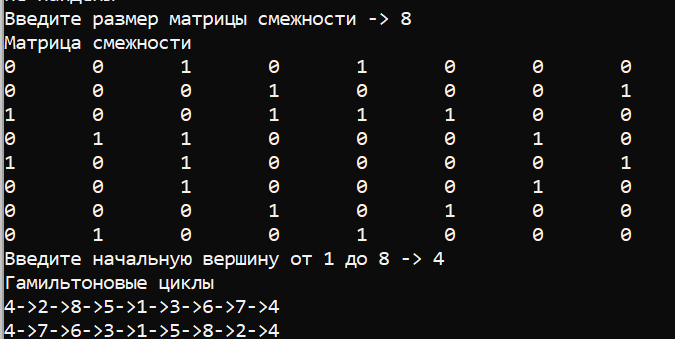 не найдены
Введите размер матрицы смежности -> 8
Матрица смежности
0 0 1 0 1 0 0 0
0 0 0 1 0 0 0 1
1 0 0 1 1 1 0 0
0 1 1 0 0 0 1 0
1 0 1 0 0 0 0 1
0 0 1 0 0 0 1 0
0 0 0 1 0 1 0 0
0 1 0 0 1 0 0 0
Введите начальную вершину от 1 до 8 -> 4
Гамильтоновые циклы
4->2->8->5->1->3->6->7->4
4->7->6->3->1->5->8->2->4